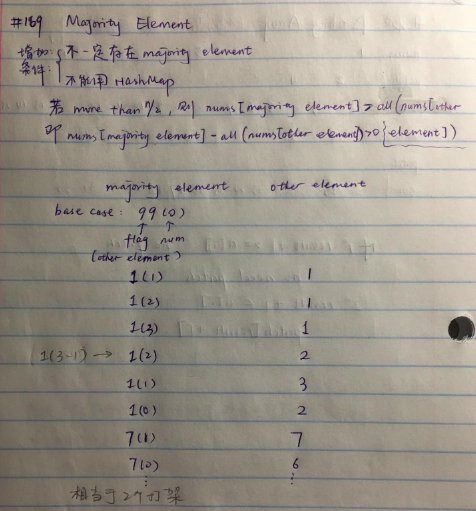 #169 Majority Element
增加条件: { 不一定存在 majority element
不能用 HashMap
若 more than n/2, 则 nums[majority element] > all(nums[other element])
即 nums[majority element] - all(nums[other element]) > 0
majority element other element
base case: 99(0)
↑ ↑
flag num
(other element)
1(1) 1
1(2) 1
1(3) 1
(1(3-1) → 1(2) 2
1(1) 3
1(0) 2
7(1) 7
7(0) 6
⋮ ⋮
相当于2个打架